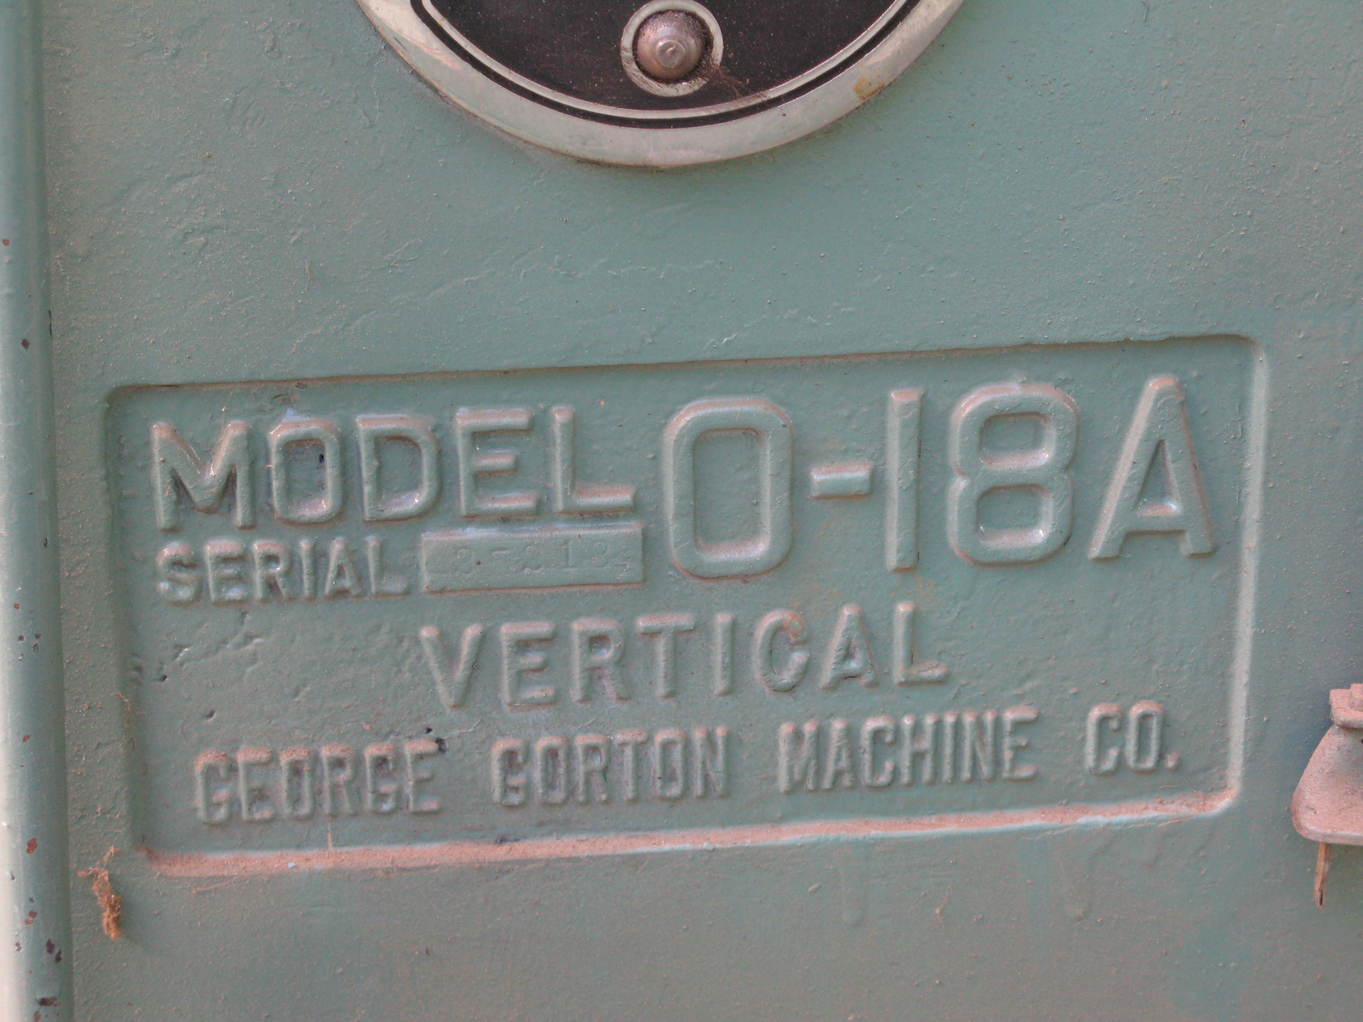 MODEL O-18A
SERIAL
VERTICAL
GEORGE GORTON MACHINE CO.